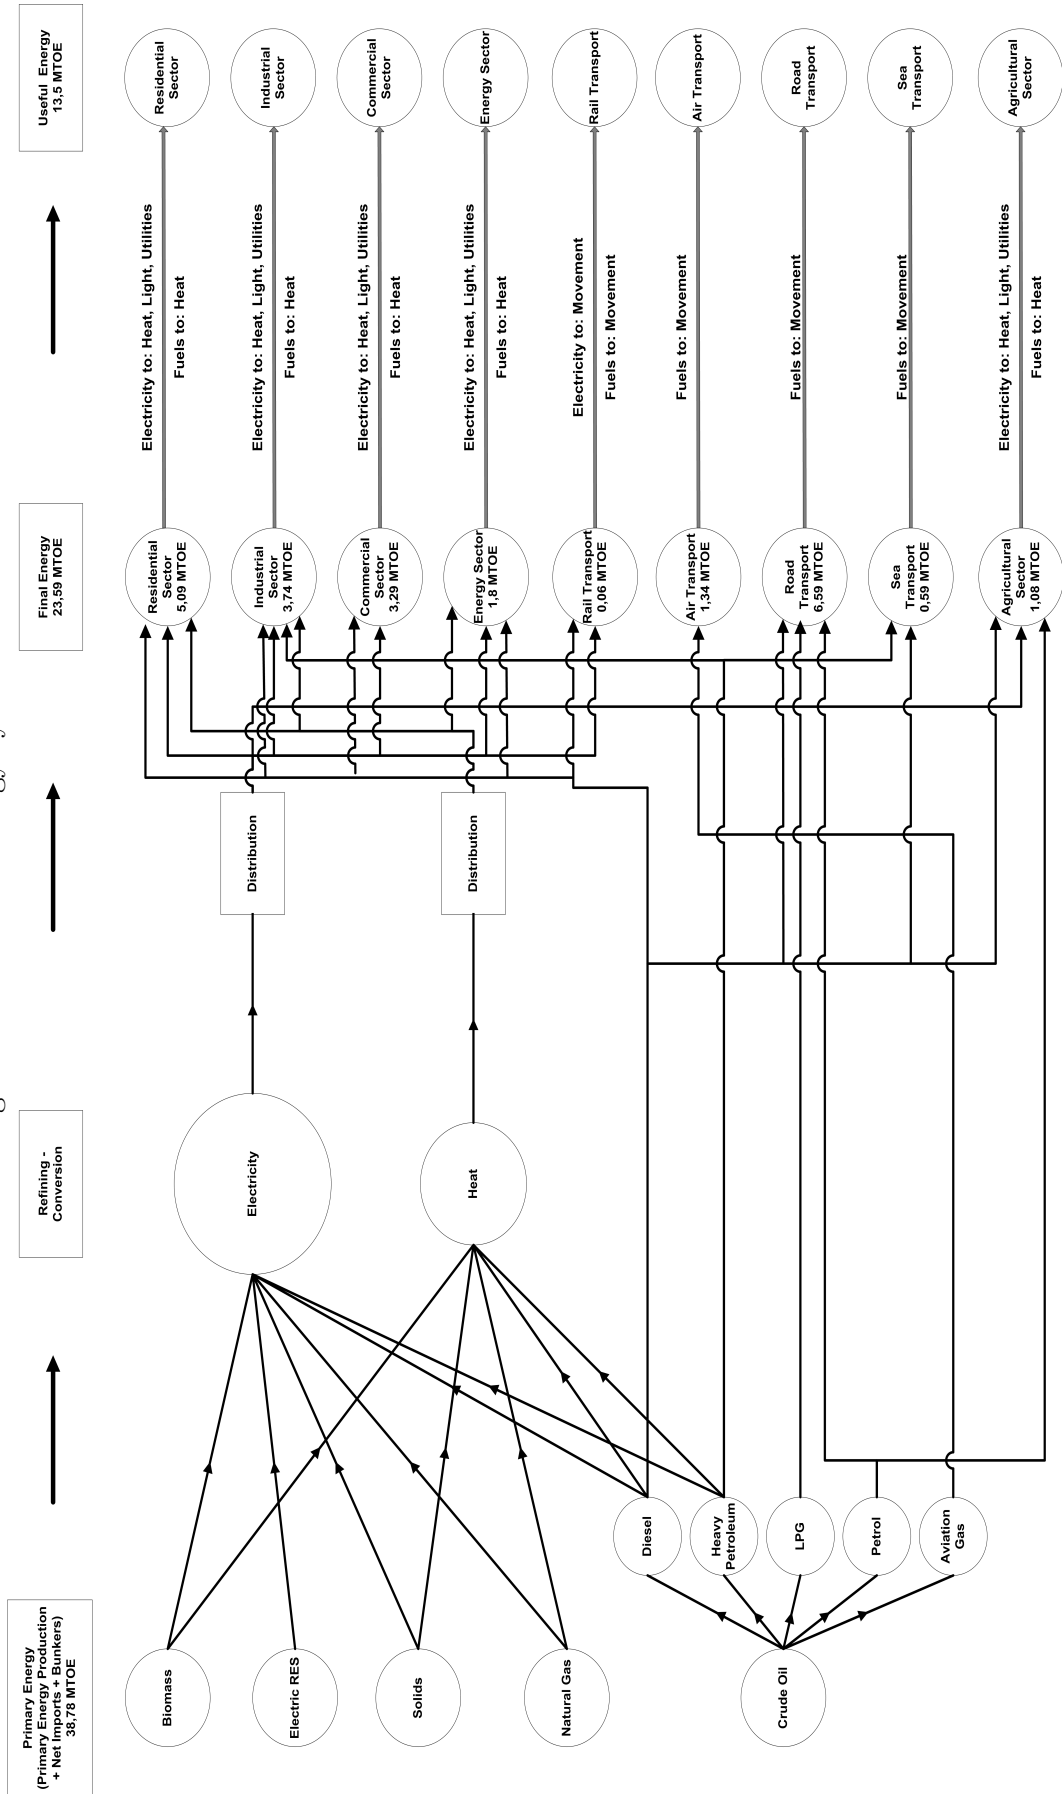 Primary Energy
(Primary Energy Production
+ Net Imports + Bunkers)
38,78 MTOE
Refining -
Conversion
Final Energy
23,59 MTOE
Useful Energy
13,5 MTOE
Biomass
Electric RES
Solids
Natural Gas
Crude Oil
Diesel
Heavy
Petroleum
LPG
Petrol
Aviation
Gas
Electricity
Heat
Distribution
Distribution
Residential
Sector
5,09 MTOE
Industrial
Sector
3,74 MTOE
Commercial
Sector
3,29 MTOE
Energy Sector
1,8 MTOE
Rail Transport
0,06 MTOE
Air Transport
1,34 MTOE
Road
Transport
6,59 MTOE
Sea
Transport
0,59 MTOE
Agricultural
Sector
1,08 MTOE
Electricity to: Heat, Light, Utilities
Fuels to: Heat
Electricity to: Heat, Light, Utilities
Fuels to: Heat
Electricity to: Heat, Light, Utilities
Fuels to: Heat
Electricity to: Heat, Light, Utilities
Fuels to: Heat
Electricity to: Movement
Fuels to: Movement
Fuels to: Movement
Fuels to: Movement
Fuels to: Movement
Electricity to: Heat, Light, Utilities
Fuels to: Heat
Residential
Sector
Industrial
Sector
Commercial
Sector
Energy Sector
Rail Transport
Air Transport
Road
Transport
Sea
Transport
Agricultural
Sector